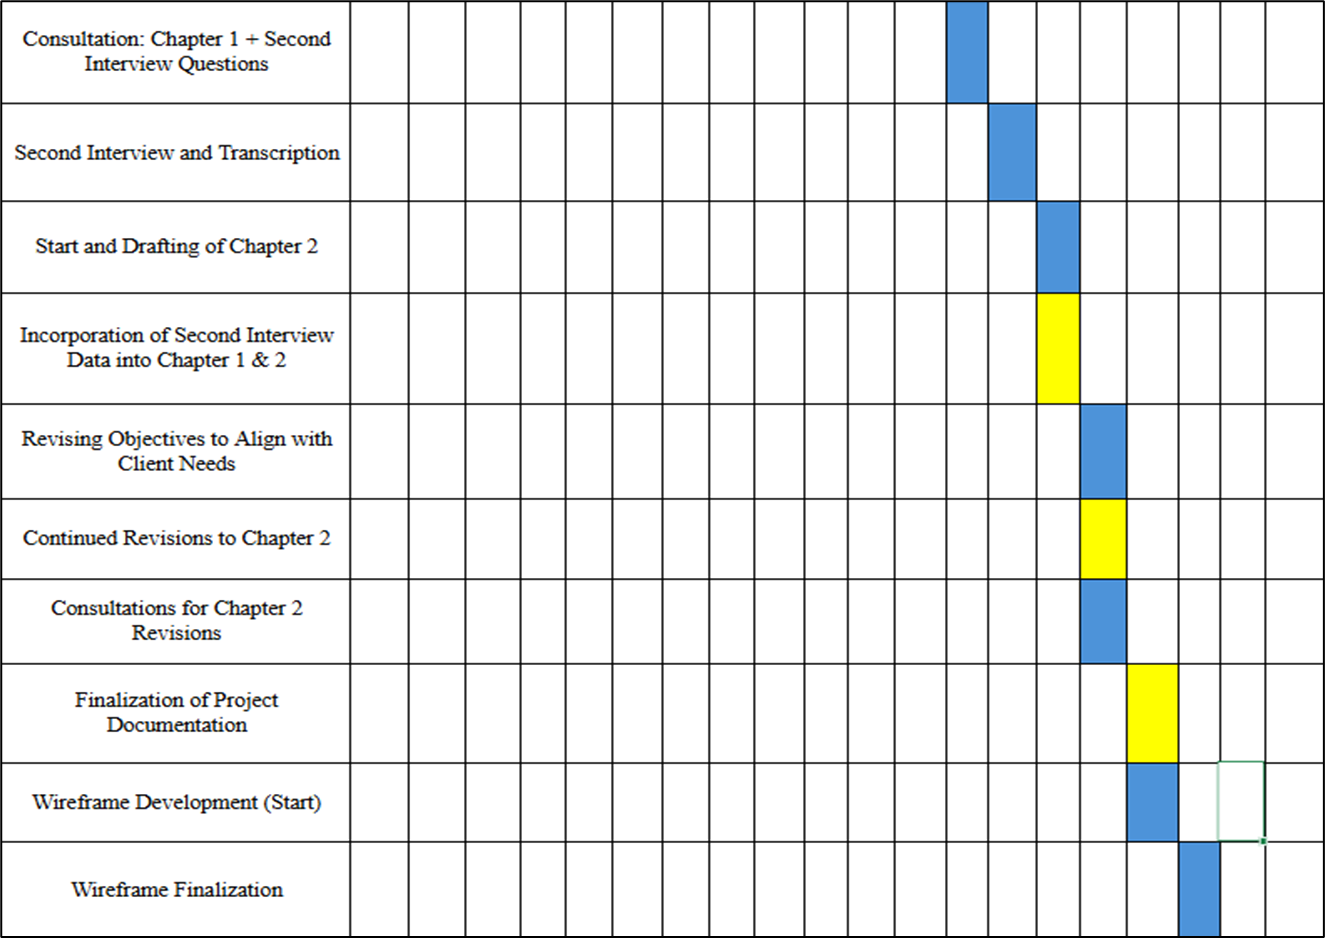 Consultation: Chapter 1 + Second
Interview Questions
Second Interview and Transcription
Start and Drafting of Chapter 2
Incorporation of Second Interview
Data into Chapter 1 & 2
Revising Objectives to Align with
Client Needs
Continued Revisions to Chapter 2
Consultations for Chapter 2
Revisions
Finalization of Project
Documentation
Wireframe Development (Start)
Wireframe Finalization